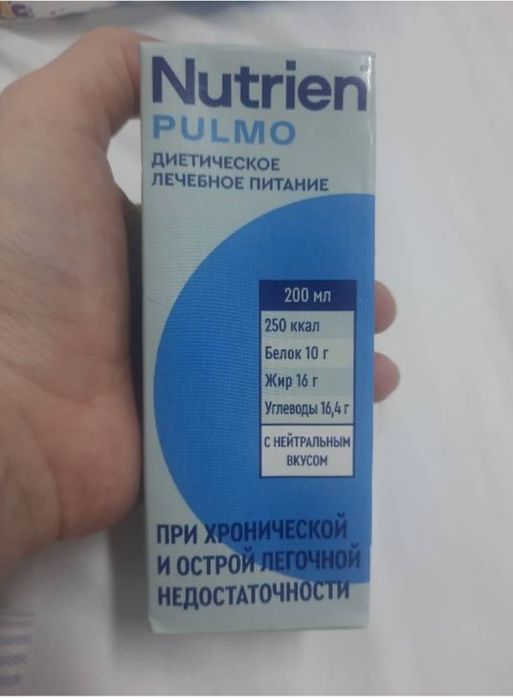 Nutrien
PULMO
ДИЕТИЧЕСКОЕ
ЛЕЧЕБНОЕ ПИТАНИЕ
200 мл
250 ккал
Белок 10 г
Жир 16 г
Углеводы 16,4 г
С НЕЙТРАЛЬНЫМ
ВКУСОМ
ПРИ ХРОНИЧЕСКОЙ
И ОСТРОЙ ЛЕГОЧНОЙ
НЕДОСТАТОЧНОСТИ